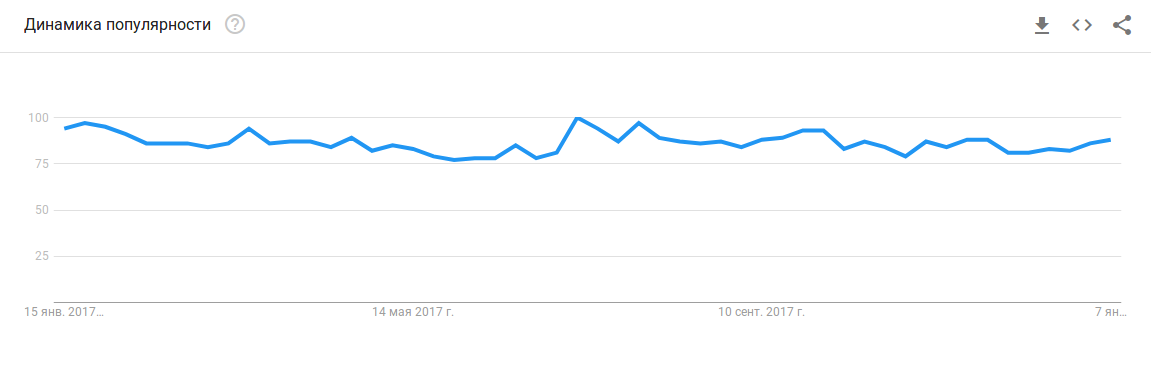 Динамика популярности
100
75
50
25
15 янв. 2017… 14 мая 2017 г. 10 сент. 2017 г. 7 ян…